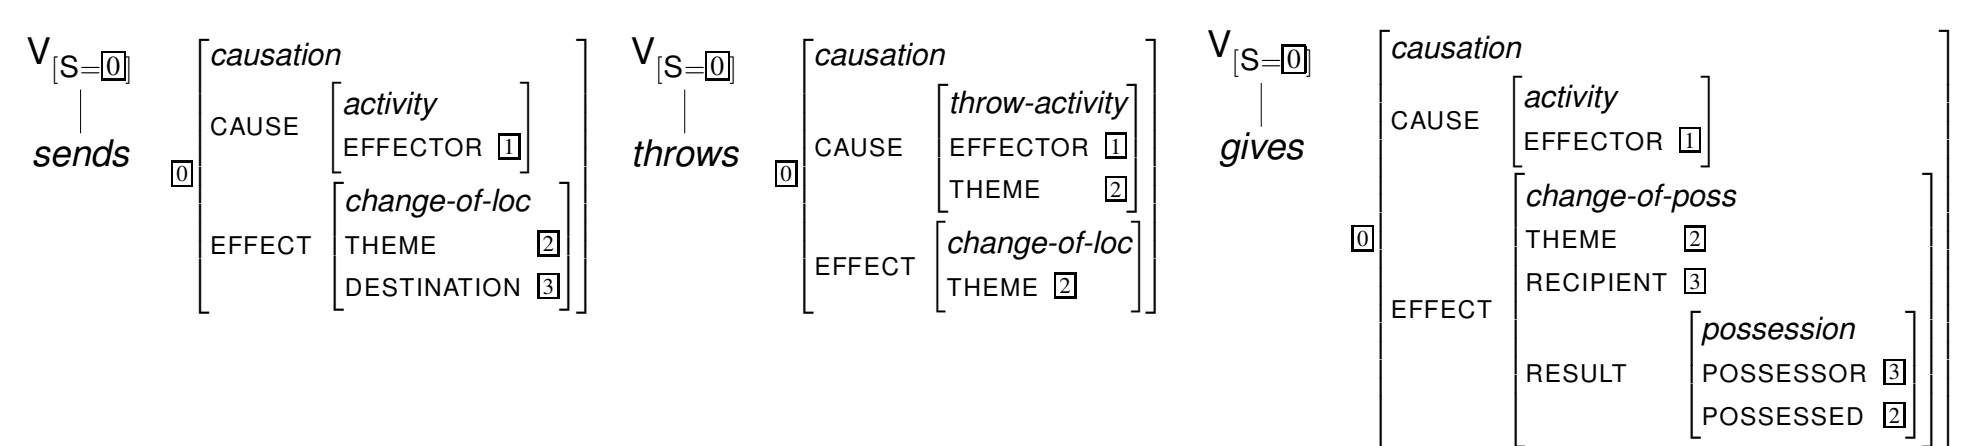 V[S=0]
sends
0
causation
CAUSE
activity
EFFECTOR 1
EFFECT
change-of-loc
THEME 2
DESTINATION 3
V[S=0]
throws
0
causation
CAUSE
throw-activity
EFFECTOR 1
THEME 2
EFFECT
change-of-loc
THEME 2
V[S=0]
gives
0
causation
CAUSE
activity
EFFECTOR 1
EFFECT
change-of-poss
THEME 2
RECIPIENT 3
RESULT
possession
POSSESSOR 3
POSSESSED 2